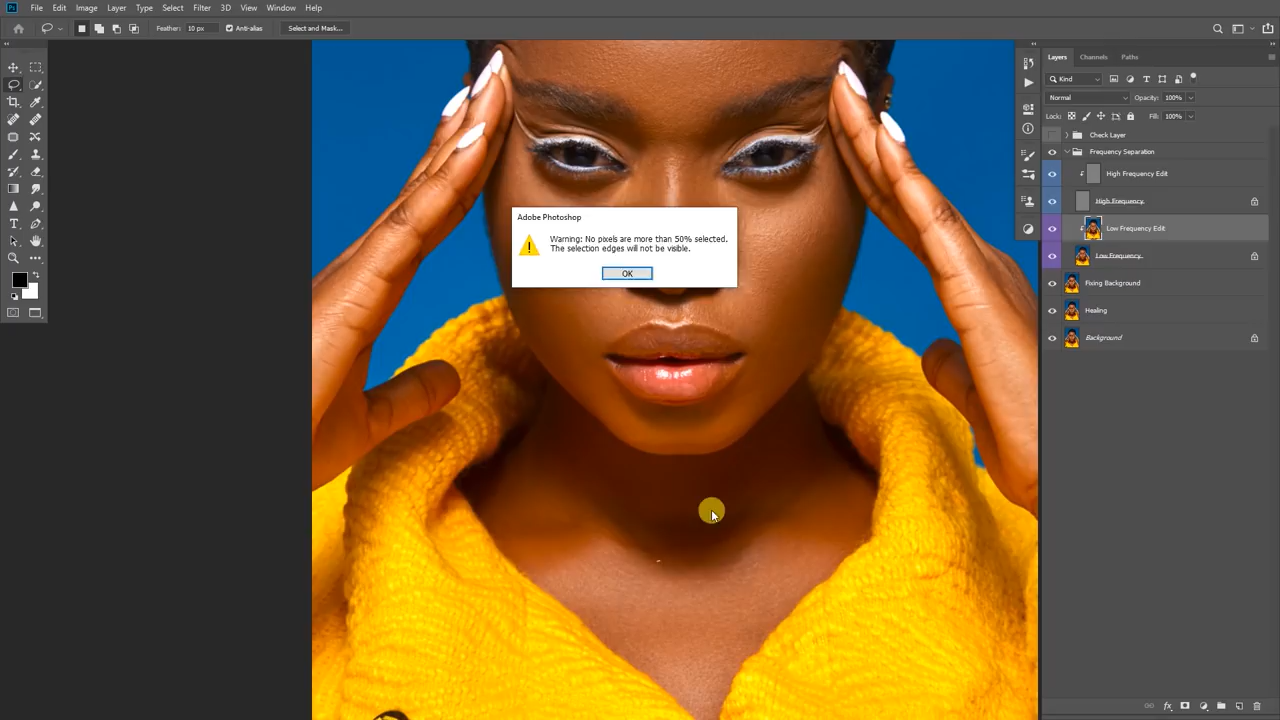 Ps File Edit Image Layer Type Select Filter 3D View Window Help
Feather: 10 px Anti-alias Select and Mask...
Layers Channels Paths
Kind
Normal Opacity: 100%
Lock: Fill: 100%
Check Layer
Frequency Separation
High Frequency Edit
High Frequency
Low Frequency Edit
Low Frequency
Fixing Background
Healing
Background
Adobe Photoshop
Warning: No pixels are more than 50% selected.
The selection edges will not be visible.
OK